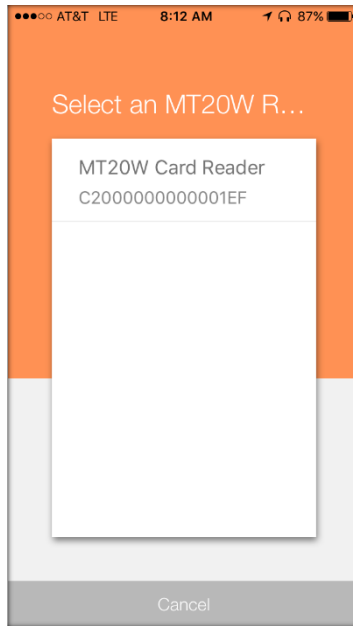 AT&T LTE 8:12 AM 87%
Select an MT20W R...
MT20W Card Reader
C2000000000001EF
Cancel